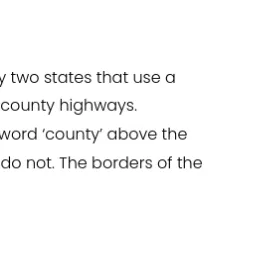 y two states that use a
county highways.
word ‘county’ above the
do not. The borders of the